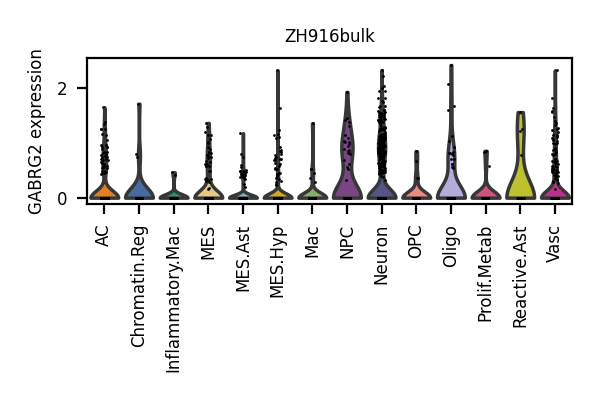 ZH916bulk
GABRG2 expression
2
0
AC
Chromatin.Reg
Inflammatory.Mac
MES
MES.Ast
MES.Hyp
Mac
NPC
Neuron
OPC
Oligo
Prolif.Metab
Reactive.Ast
Vasc